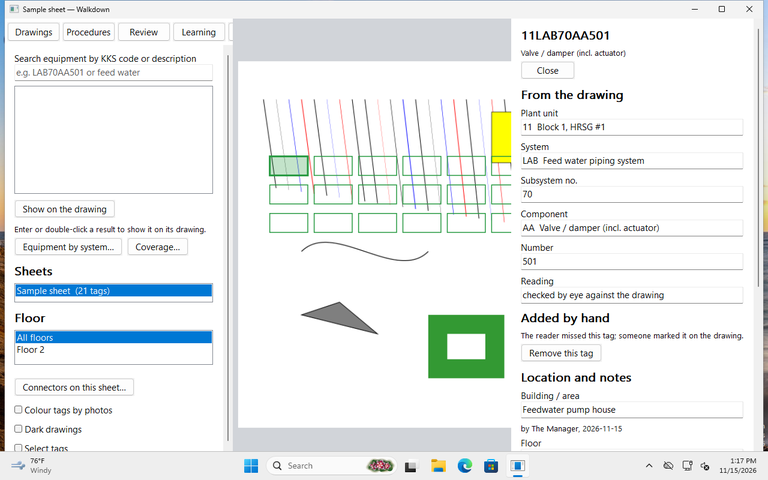 Sample sheet — Walkdown
Drawings
Procedures
Review
Learning
Search equipment by KKS code or description
e.g. LAB70AA501 or feed water
Show on the drawing
Enter or double-click a result to show it on its drawing.
Equipment by system...
Coverage...
Sheets
Sample sheet (21 tags)
Floor
All floors
Floor 2
Connectors on this sheet...
Colour tags by photos
Dark drawings
Select tags
11LAB70AA501
Valve / damper (incl. actuator)
Close
From the drawing
Plant unit
11 Block 1, HRSG #1
System
LAB Feed water piping system
Subsystem no.
70
Component
AA Valve / damper (incl. actuator)
Number
501
Reading
checked by eye against the drawing
Added by hand
The reader missed this tag; someone marked it on the drawing.
Remove this tag
Location and notes
Building / area
Feedwater pump house
by The Manager, 2026-11-15
Floor
76°F
Windy
Search
1:17 PM
11/15/2026